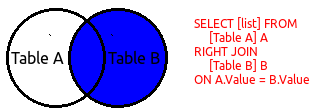 Table A
Table B
SELECT [list] FROM
[Table A] A
RIGHT JOIN
[Table B] B
ON A.Value = B.Value